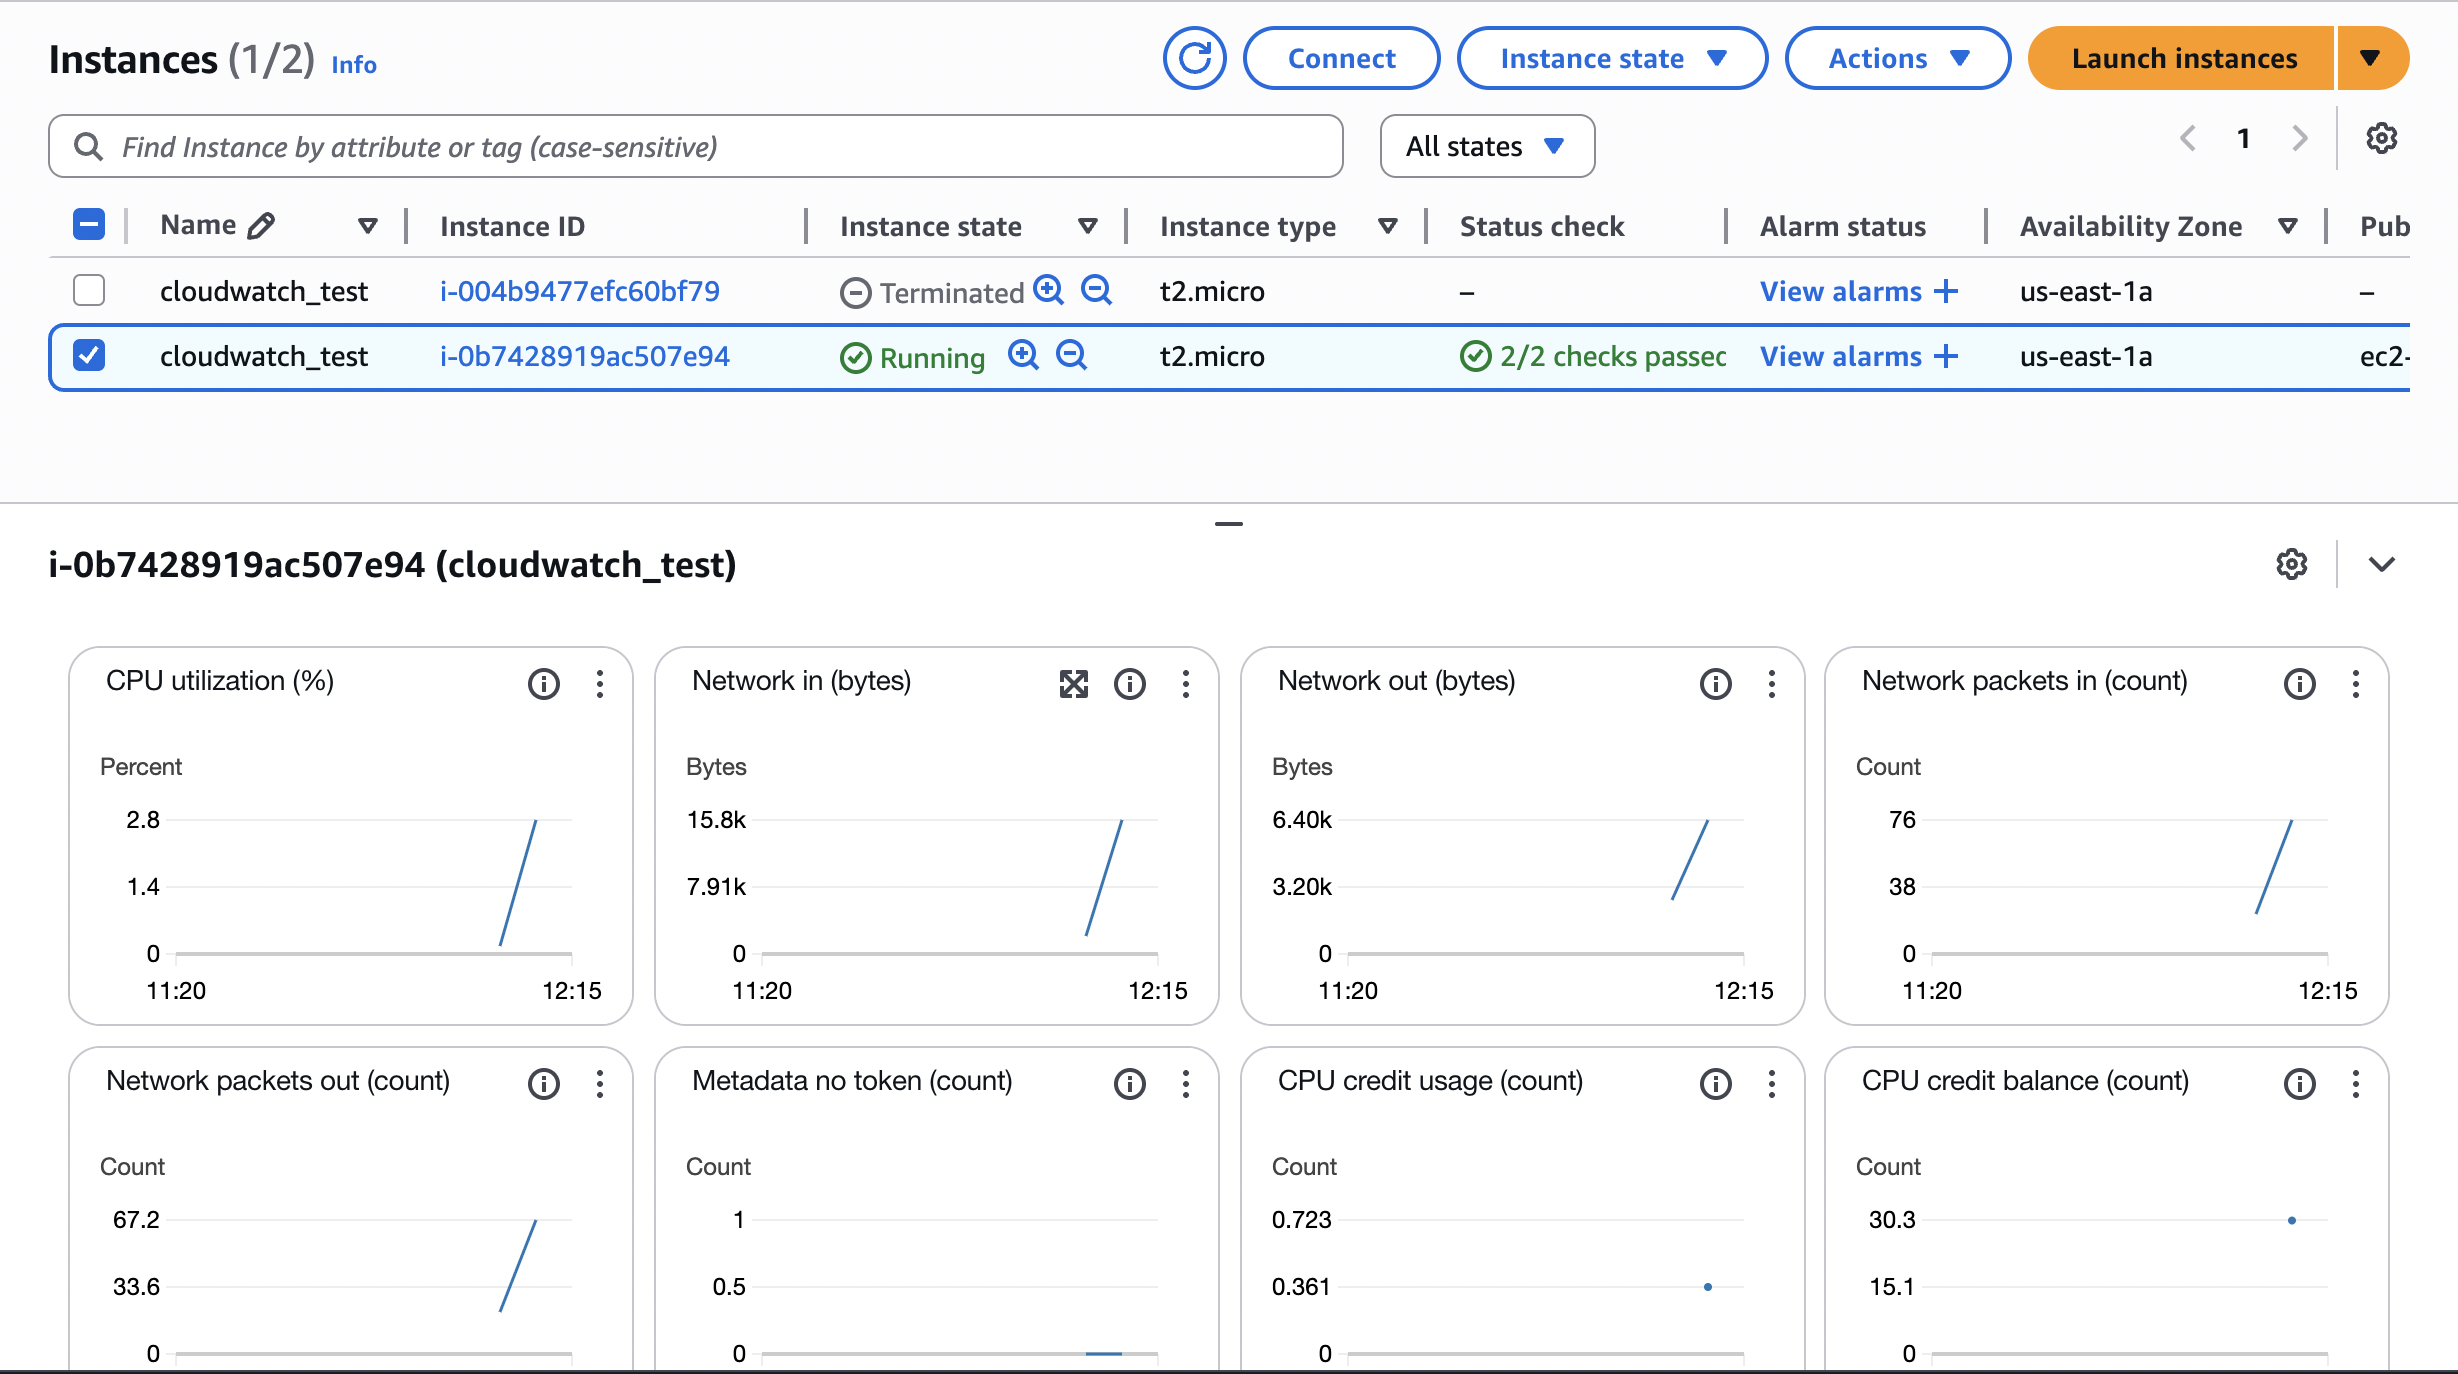 Instances (1/2) Info
Connect
Instance state
Actions
Launch instances
Find Instance by attribute or tag (case-sensitive)
All states
1
Name Instance ID Instance state Instance type Status check Alarm status Availability Zone Pub
cloudwatch_test i-004b9477efc60bf79 Terminated t2.micro – View alarms + us-east-1a –
cloudwatch_test i-0b7428919ac507e94 Running t2.micro 2/2 checks passec View alarms + us-east-1a ec2-
i-0b7428919ac507e94 (cloudwatch_test)
CPU utilization (%)
Percent
2.8
1.4
0
11:20 12:15
Network in (bytes)
Bytes
15.8k
7.91k
0
11:20 12:15
Network out (bytes)
Bytes
6.40k
3.20k
0
11:20 12:15
Network packets in (count)
Count
76
38
0
11:20 12:15
Network packets out (count)
Count
67.2
33.6
0
Metadata no token (count)
Count
1
0.5
0
CPU credit usage (count)
Count
0.723
0.361
0
CPU credit balance (count)
Count
30.3
15.1
0